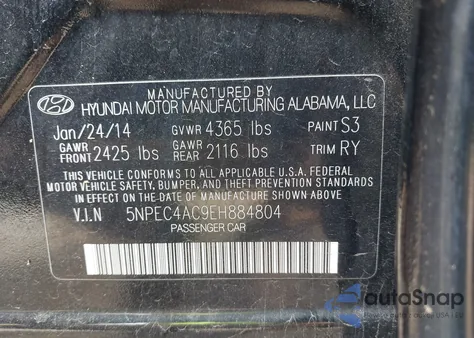 MANUFACTURED BY
HYUNDAI MOTOR MANUFACTURING ALABAMA, LLC
Jan/24/14 GVWR 4365 lbs PAINT S3
GAWR FRONT 2425 lbs GAWR REAR 2116 lbs TRIM RY
THIS VEHICLE CONFORMS TO ALL APPLICABLE U.S.A. FEDERAL
MOTOR VEHICLE SAFETY, BUMPER, AND THEFT PREVENTION STANDARDS
IN EFFECT ON THE DATE OF MANUFACTURE SHOWN ABOVE.
V.I.N 5NPEC4AC9EH884804
PASSENGER CAR
autoSnap